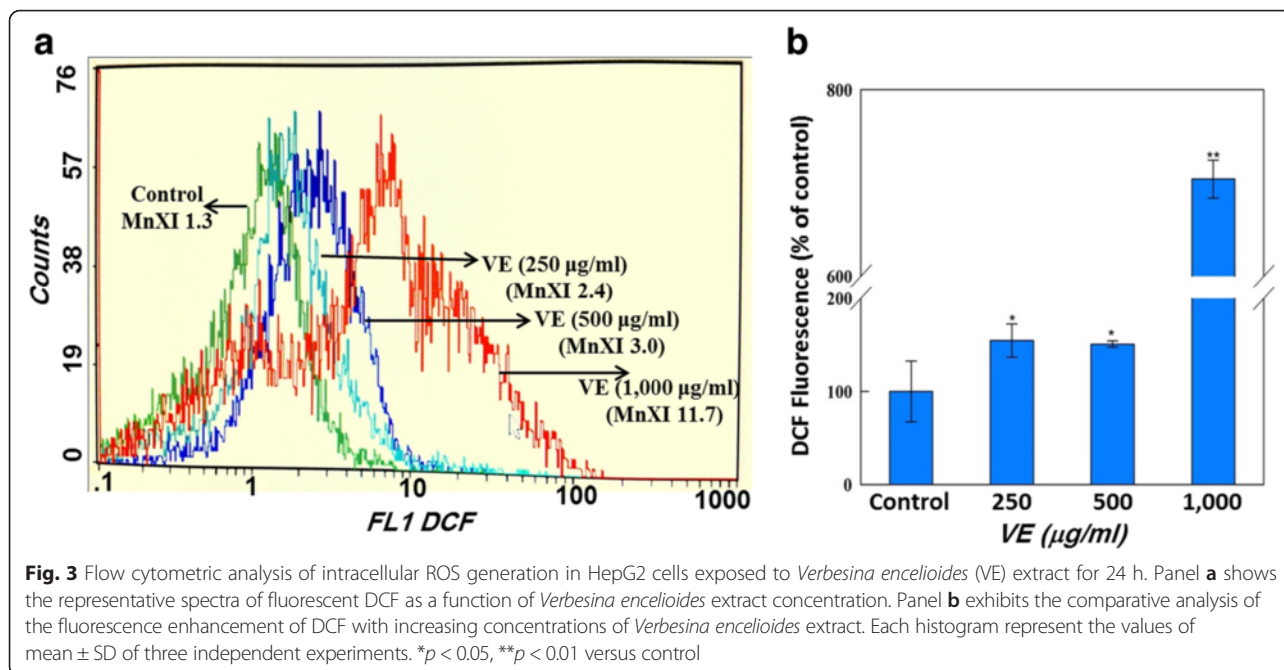 a
76
57
38
19
0
Counts
Control
MnXI 1.3
VE (250 µg/ml)
(MnXI 2.4)
VE (500 µg/ml)
(MnXI 3.0)
VE (1,000 µg/ml)
(MnXI 11.7)
.1 1 10 100 1000
FL1 DCF
b
DCF Fluorescence (% of control)
800
600
200
100
0
*
*
**
Control 250 500 1,000
VE (µg/ml)
Fig. 3 Flow cytometric analysis of intracellular ROS generation in HepG2 cells exposed to Verbesina encelioides (VE) extract for 24 h. Panel a shows
the representative spectra of fluorescent DCF as a function of Verbesina encelioides extract concentration. Panel b exhibits the comparative analysis of
the fluorescence enhancement of DCF with increasing concentrations of Verbesina encelioides extract. Each histogram represent the values of
mean ± SD of three independent experiments. *p < 0.05, **p < 0.01 versus control